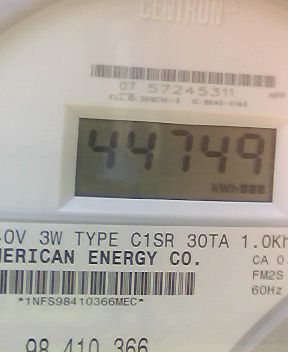 CENTRON®
07 57245311
44749
kWh
3W TYPE C1SR 30TA 1.0Kh
MERICAN ENERGY CO.
CA 0.
FM2S
60Hz
*1NFS98410366MEC*
98 410 366